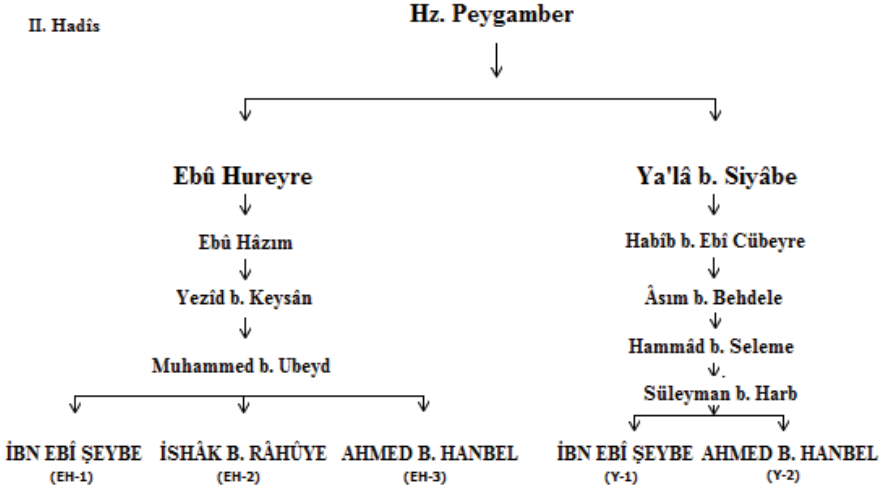 II. Hadîs
Hz. Peygamber
Ebû Hureyre
Ya'lâ b. Siyâbe
Ebû Hâzım
Habîb b. Ebî Cübeyre
Yezîd b. Keysân
Âsım b. Behdele
Muhammed b. Ubeyd
Hammâd b. Seleme
Süleyman b. Harb
İBN EBÎ ŞEYBE İSHÂK B. RÂHÛYE AHMED B. HANBEL İBN EBÎ ŞEYBE AHMED B. HANBEL
(EH-1) (EH-2) (EH-3) (Y-1) (Y-2)